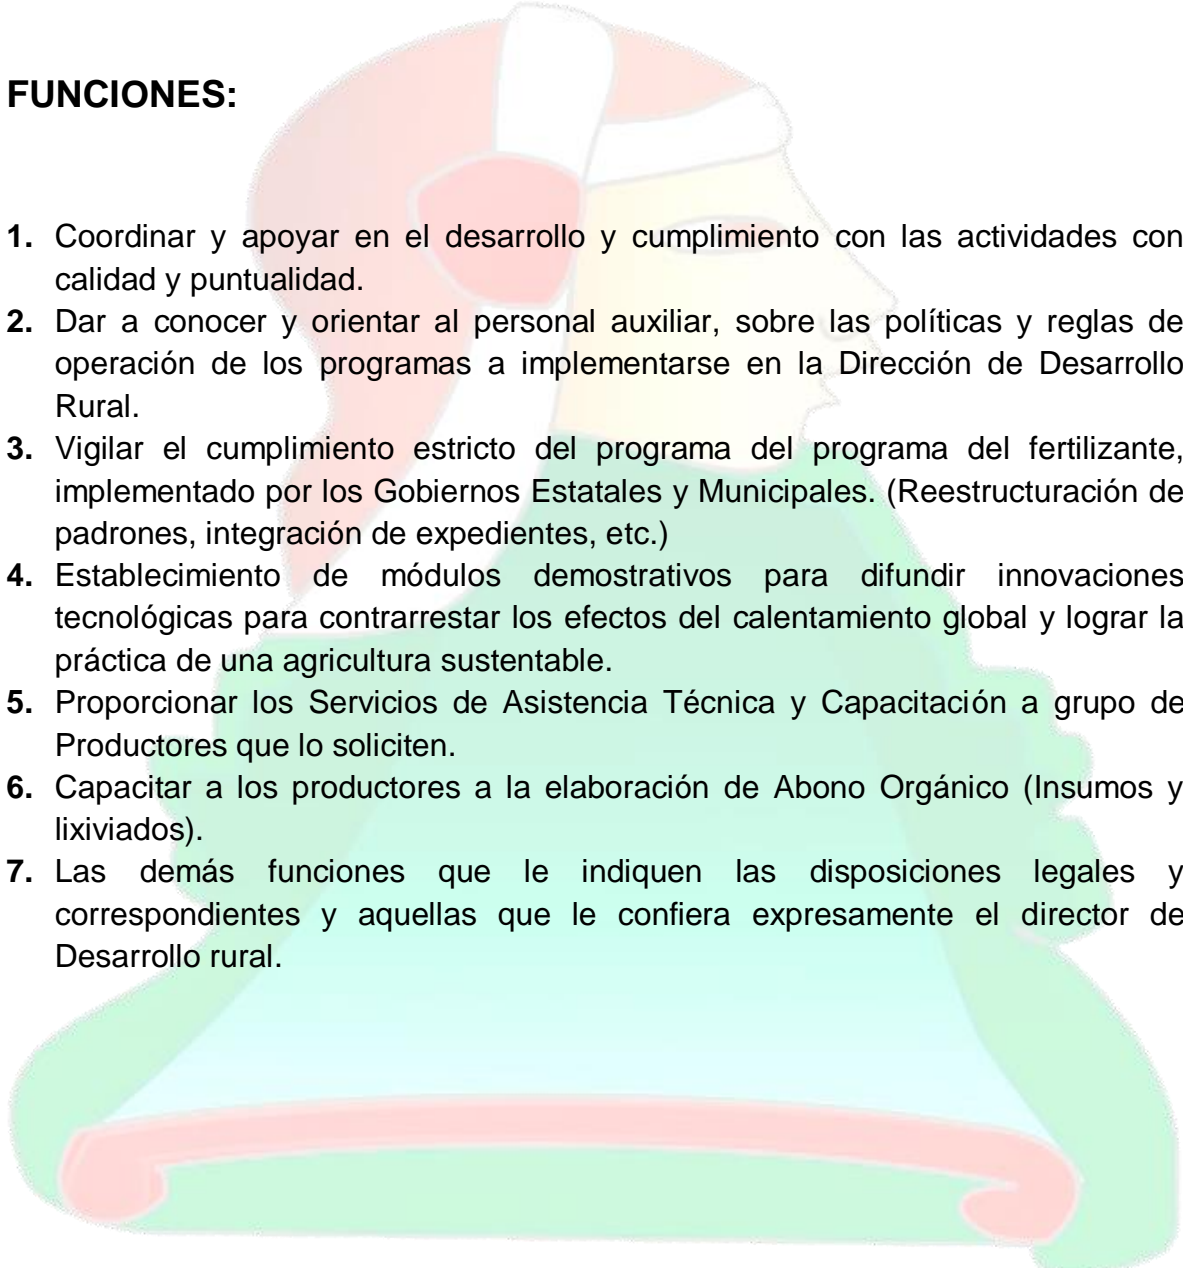 FUNCIONES:
1. Coordinar y apoyar en el desarrollo y cumplimiento con las actividades con
calidad y puntualidad.
2. Dar a conocer y orientar al personal auxiliar, sobre las políticas y reglas de
operación de los programas a implementarse en la Dirección de Desarrollo
Rural.
3. Vigilar el cumplimiento estricto del programa del programa del fertilizante,
implementado por los Gobiernos Estatales y Municipales. (Reestructuración de
padrones, integración de expedientes, etc.)
4. Establecimiento de módulos demostrativos para difundir innovaciones
tecnológicas para contrarrestar los efectos del calentamiento global y lograr la
práctica de una agricultura sustentable.
5. Proporcionar los Servicios de Asistencia Técnica y Capacitación a grupo de
Productores que lo soliciten.
6. Capacitar a los productores a la elaboración de Abono Orgánico (Insumos y
lixiviados).
7. Las demás funciones que le indiquen las disposiciones legales y
correspondientes y aquellas que le confiera expresamente el director de
Desarrollo rural.